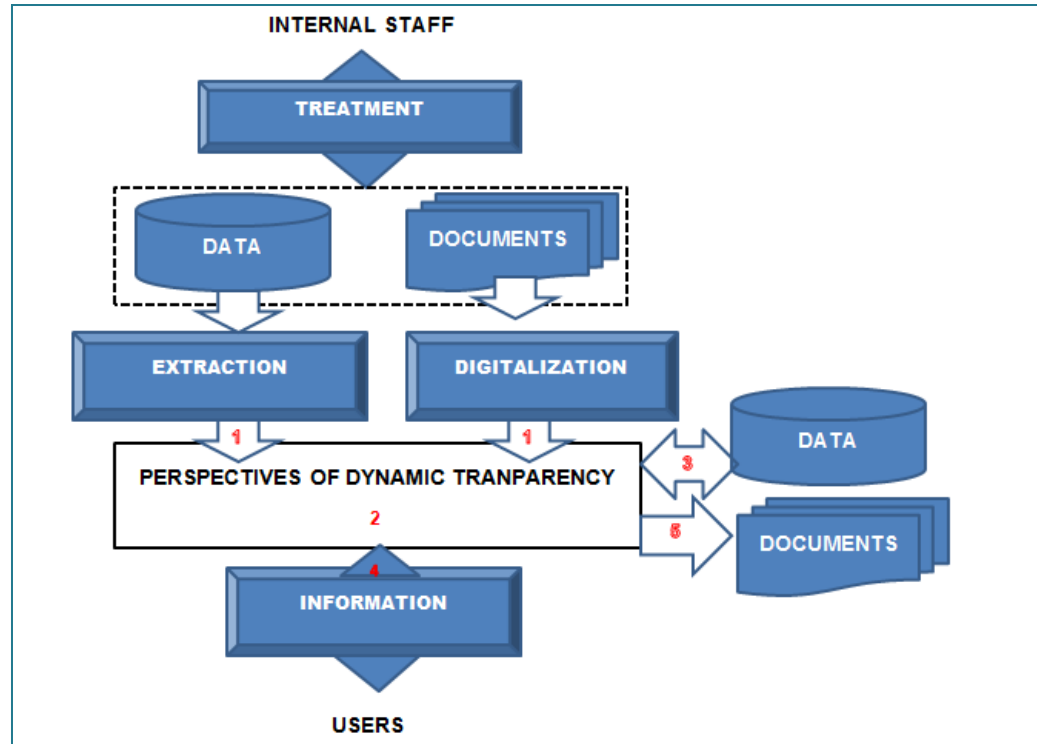 INTERNAL STAFF
TREATMENT
DATA
DOCUMENTS
EXTRACTION
DIGITALIZATION
1
1
PERSPECTIVES OF DYNAMIC TRANPARENCY
2
3
DATA
5
DOCUMENTS
4
INFORMATION
USERS